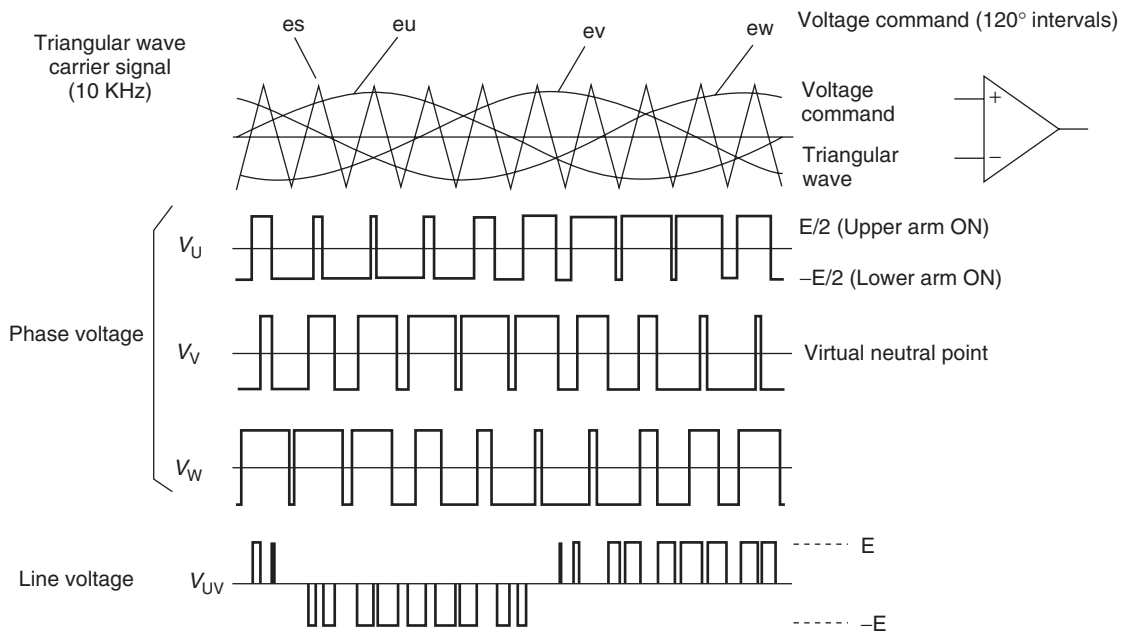 Triangular wave
carrier signal
(10 KHz)
es
eu
ev
ew
Voltage command (120° intervals)
Voltage
command
Triangular
wave
+
−
Phase voltage
VU
E/2 (Upper arm ON)
−E/2 (Lower arm ON)
VV
Virtual neutral point
VW
Line voltage
VUV
E
−E